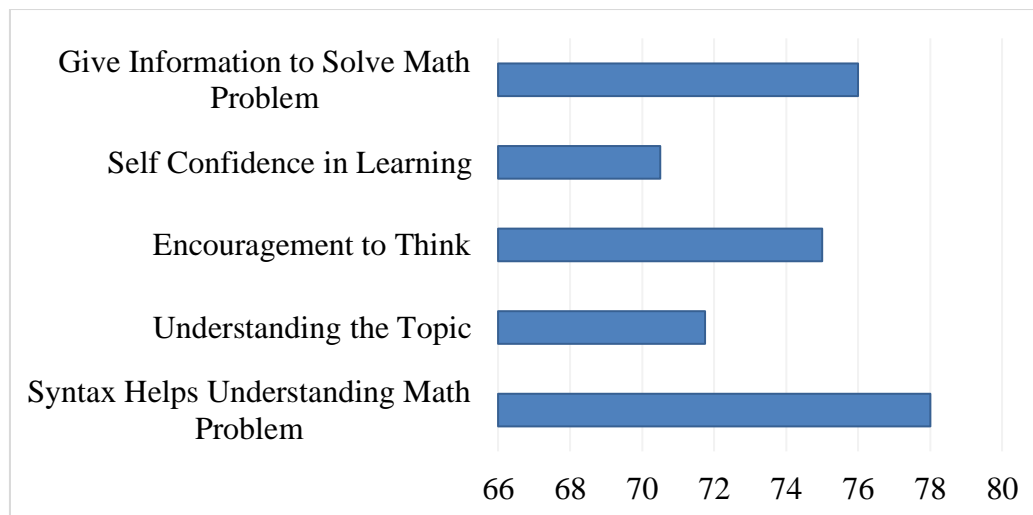 Give Information to Solve Math
Problem
Self Confidence in Learning
Encouragement to Think
Understanding the Topic
Syntax Helps Understanding Math
Problem
66 68 70 72 74 76 78 80